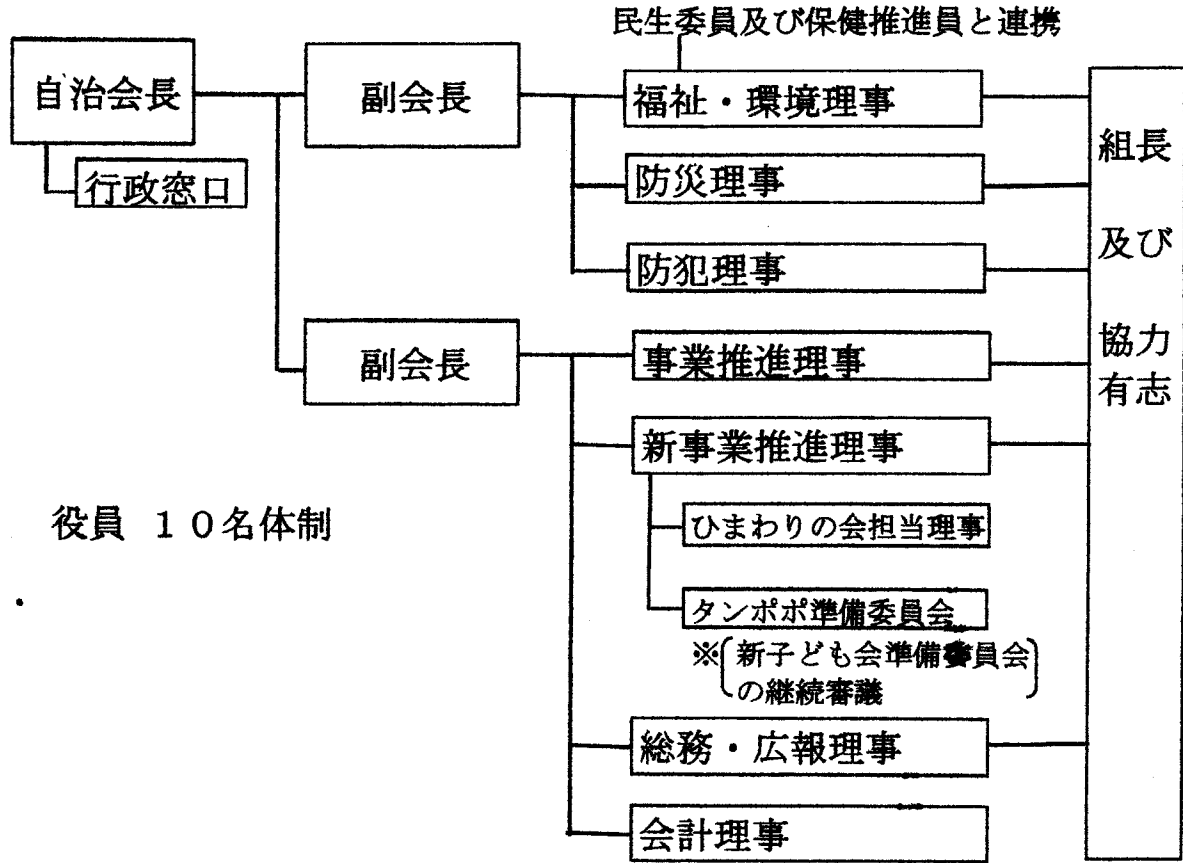 民生委員及び保健推進員と連携
自治会長
行政窓口
副会長
福祉・環境理事
防災理事
防犯理事
副会長
事業推進理事
新事業推進理事
ひまわりの会担当理事
タンポポ準備委員会
※新子ども会準備委員会
の継続審議
総務・広報理事
会計理事
組長
及び
協力
有志
役員 10名体制